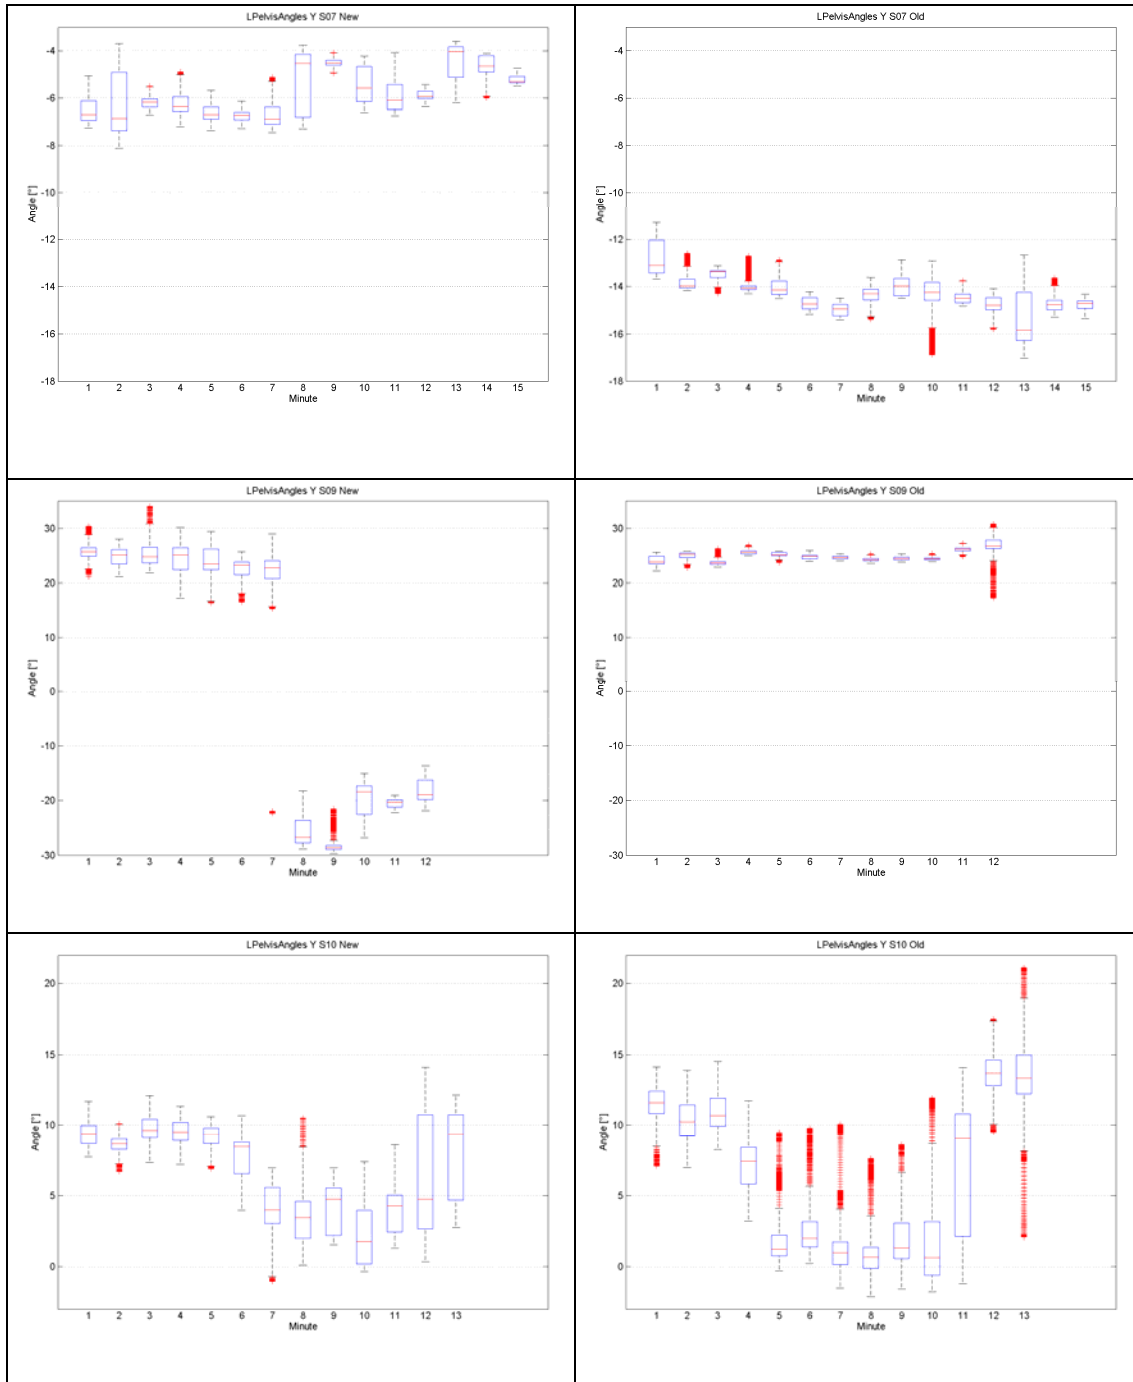 LPelvisAngles Y S07 New
-4
-6
-8
-10
-12
-14
-16
-18
Angle [°]
1 2 3 4 5 6 7 8 9 10 11 12 13 14 15
Minute
LPelvisAngles Y S07 Old
-4
-6
-8
-10
-12
-14
-16
-18
Angle [°]
1 2 3 4 5 6 7 8 9 10 11 12 13 14 15
Minute
LPelvisAngles Y S09 New
30
20
10
0
-10
-20
-30
Angle [°]
1 2 3 4 5 6 7 8 9 10 11 12
Minute
LPelvisAngles Y S09 Old
30
20
10
0
-10
-20
-30
Angle [°]
1 2 3 4 5 6 7 8 9 10 11 12
Minute
LPelvisAngles Y S10 New
20
15
10
5
0
Angle [°]
1 2 3 4 5 6 7 8 9 10 11 12 13
Minute
LPelvisAngles Y S10 Old
20
15
10
5
0
Angle [°]
1 2 3 4 5 6 7 8 9 10 11 12 13
Minute